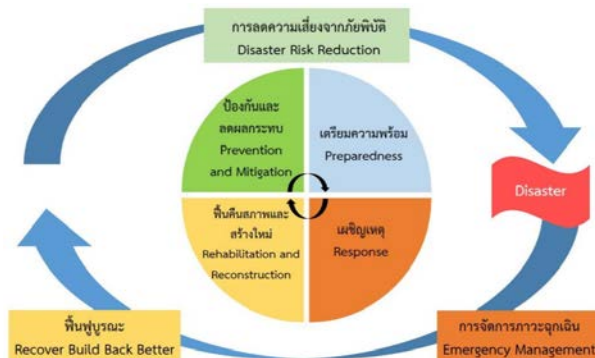 การลดความเสี่ยงจากภัยพิบัติ
Disaster Risk Reduction
ป้องกันและ
ลดผลกระทบ
Prevention
and Mitigation
เตรียมความพร้อม
Preparedness
Disaster
ฟื้นคืนสภาพและ
สร้างใหม่
Rehabilitation and
Reconstruction
เผชิญเหตุ
Response
ฟื้นฟูบูรณะ
Recover Build Back Better
การจัดการภาวะฉุกเฉิน
Emergency Management